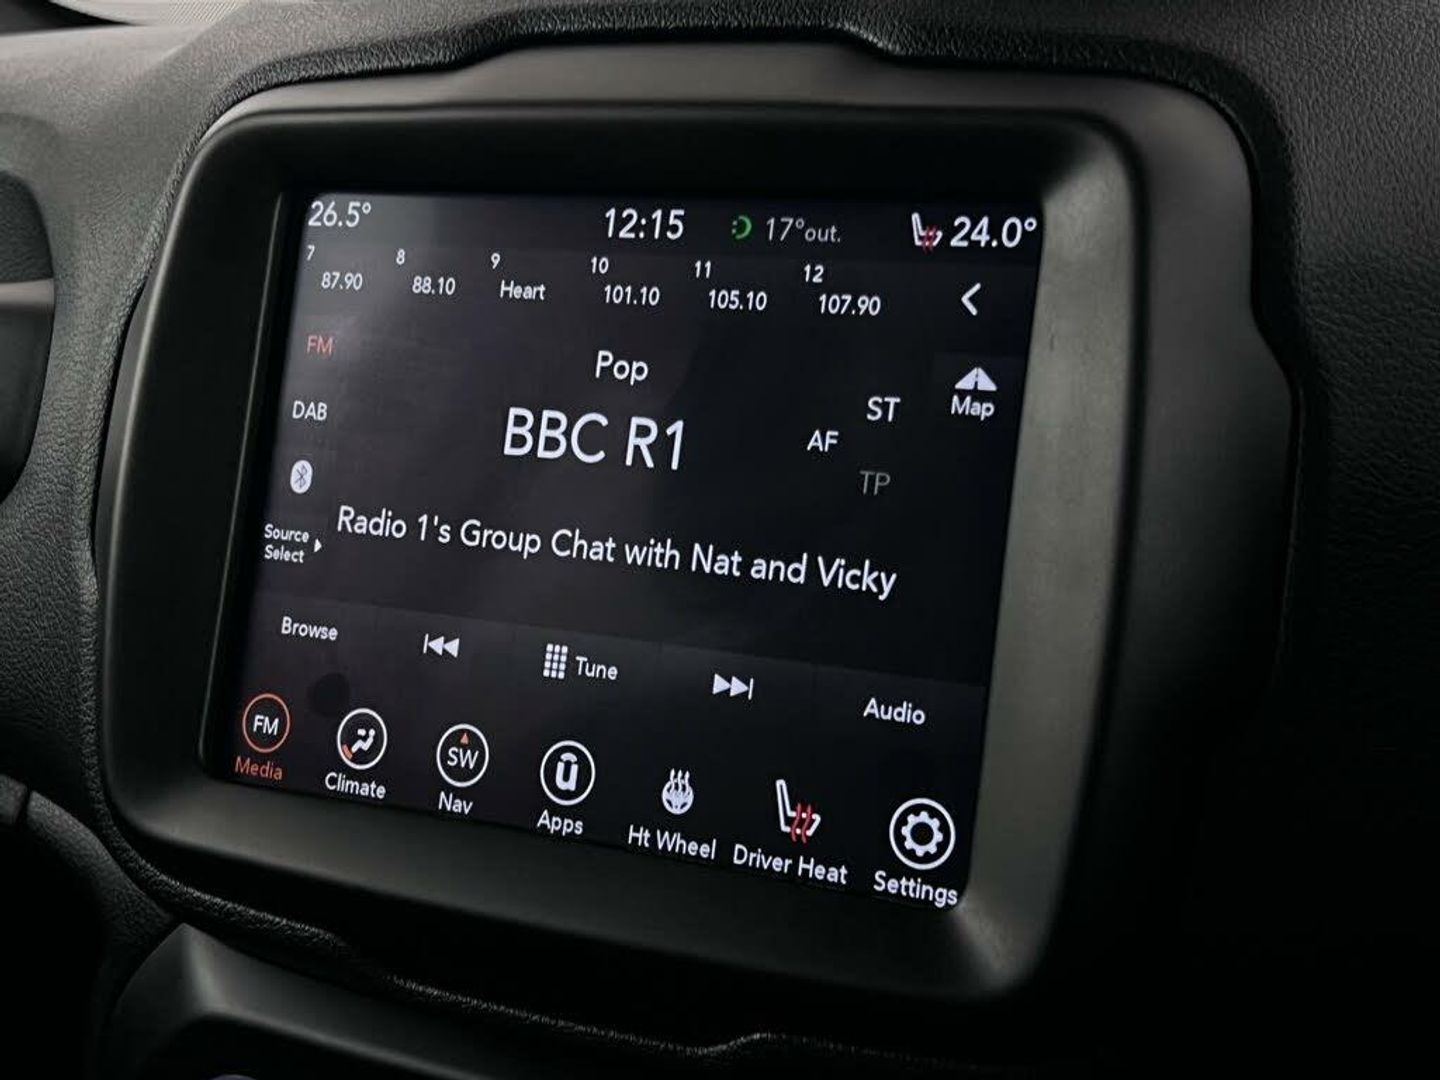 26.5° 12:15 17°out. 24.0°
7 8 9 10 11 12
87.90 88.10 Heart 101.10 105.10 107.90
FM
Pop
Map
DAB
BBC R1
ST
AF
TP
Source
Select
Radio 1's Group Chat with Nat and Vicky
Browse Tune Audio
FM SW ū
Media Climate Nav Apps Ht Wheel Driver Heat Settings